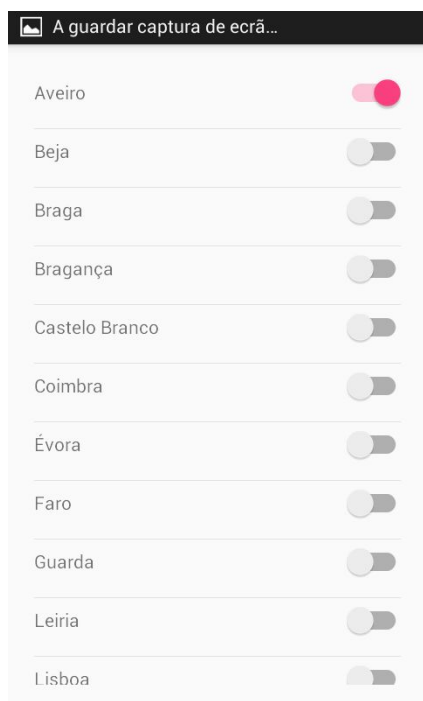 A guardar captura de ecrã...
Aveiro
Beja
Braga
Bragança
Castelo Branco
Coimbra
Évora
Faro
Guarda
Leiria
Lisboa